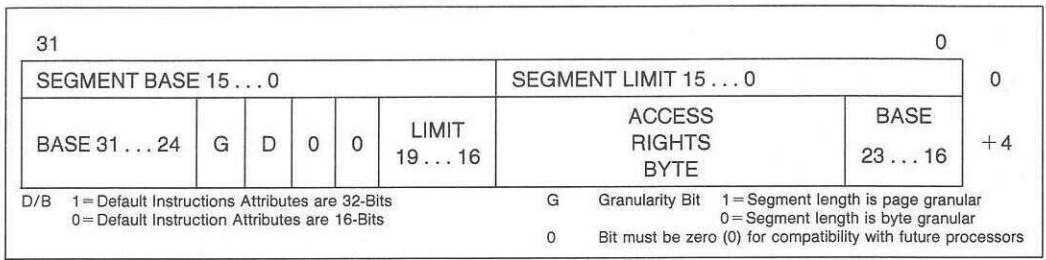 31 0
SEGMENT BASE 15...0 SEGMENT LIMIT 15...0 0
BASE 31...24 G D 0 0 LIMIT 19...16 ACCESS RIGHTS BYTE BASE 23...16 +4
D/B 1=Default Instructions Attributes are 32-Bits
0=Default Instruction Attributes are 16-Bits
G Granularity Bit 1=Segment length is page granular
0=Segment length is byte granular
0 Bit must be zero (0) for compatibility with future processors